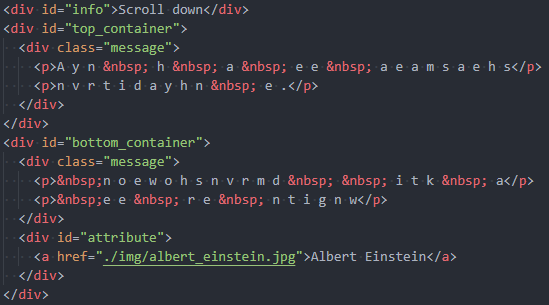 <div id="info">Scroll down</div>
<div id="top_container">
<div class="message">
<p>A y n &nbsp; h &nbsp; a &nbsp; e e &nbsp; a e a m s a e h s</p>
<p>n v r t i d a y h n &nbsp; e .</p>
</div>
</div>
<div id="bottom_container">
<div class="message">
<p>&nbsp;n o e w o h s n v r m d &nbsp; &nbsp; i t k &nbsp; a</p>
<p>&nbsp;e e &nbsp; r e &nbsp; n t i g n w</p>
</div>
<div id="attribute">
<a href="./img/albert_einstein.jpg">Albert Einstein</a>
</div>
</div>